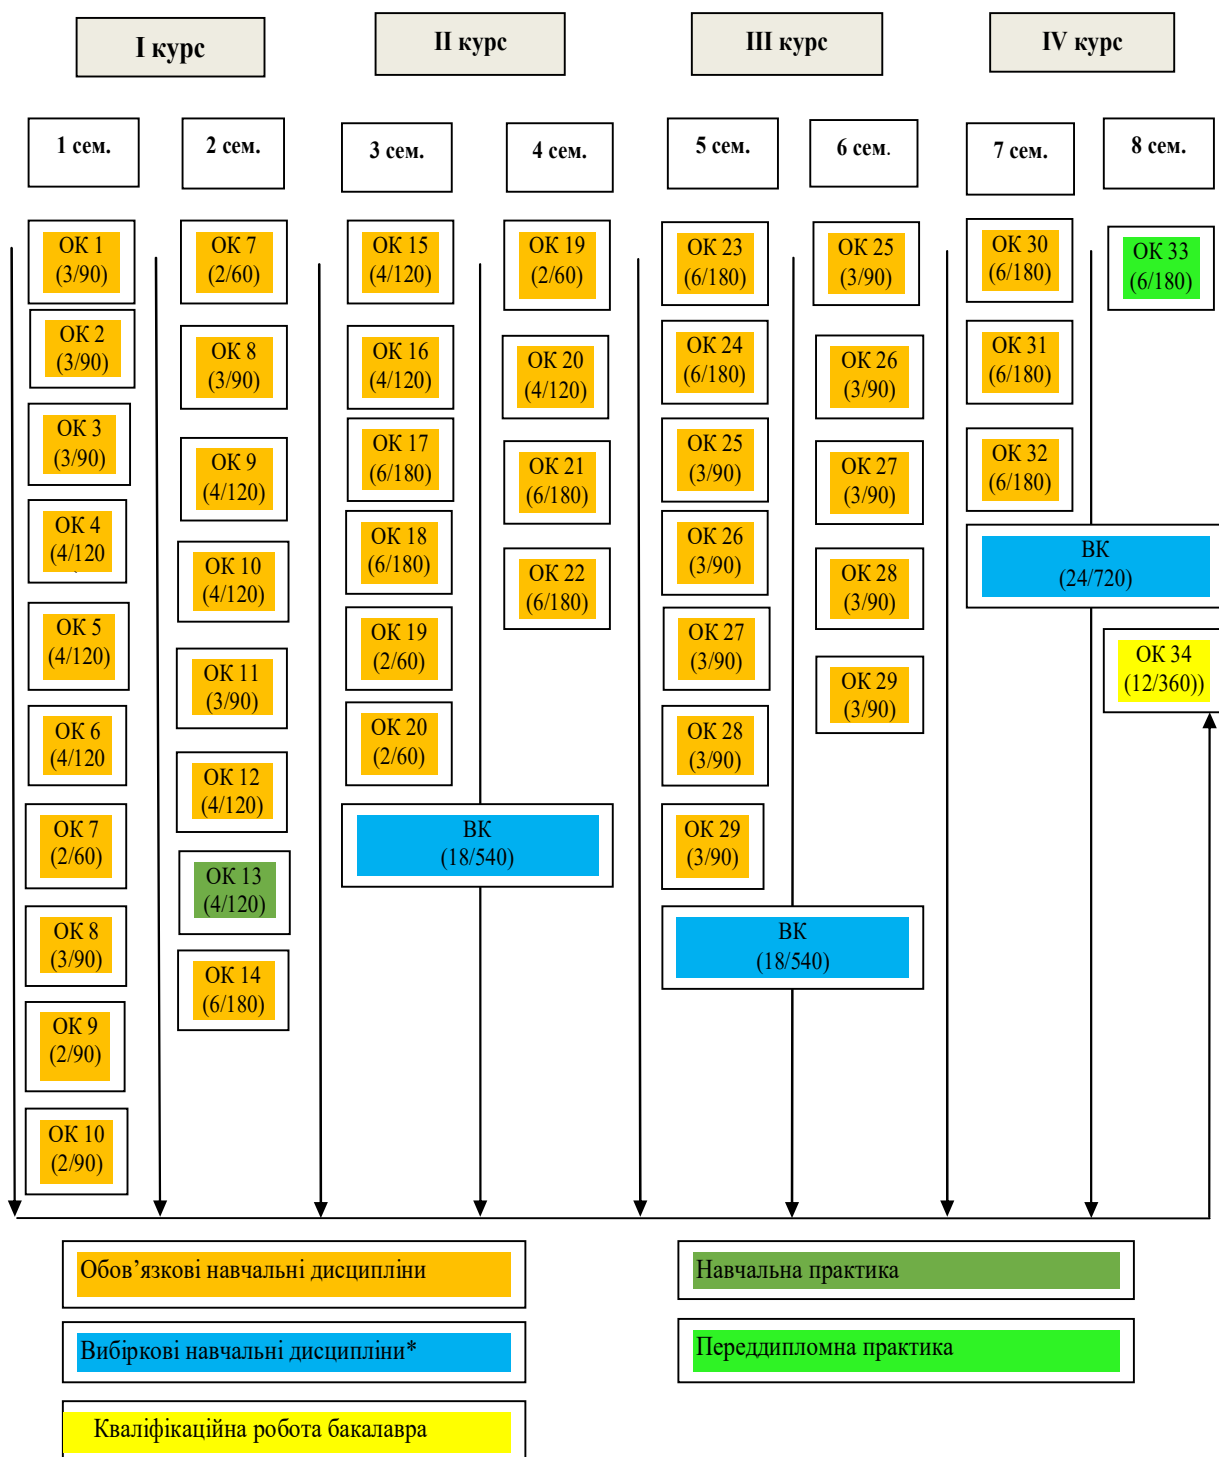 І курс
ІІ курс
ІІІ курс
ІV курс
1 сем.
2 сем.
3 сем.
4 сем.
5 сем.
6 сем.
7 сем.
8 сем.
ОК 1
(3/90)
ОК 2
(3/90)
ОК 3
(3/90)
ОК 4
(4/120
ОК 5
(4/120)
ОК 6
(4/120
ОК 7
(2/60)
ОК 8
(3/90)
ОК 9
(2/90)
ОК 10
(2/90)
ОК 7
(2/60)
ОК 8
(3/90)
ОК 9
(4/120)
ОК 10
(4/120)
ОК 11
(3/90)
ОК 12
(4/120)
ОК 13
(4/120)
ОК 14
(6/180)
ОК 15
(4/120)
ОК 16
(4/120)
ОК 17
(6/180)
ОК 18
(6/180)
ОК 19
(2/60)
ОК 20
(2/60)
ОК 19
(2/60)
ОК 20
(4/120)
ОК 21
(6/180)
ОК 22
(6/180)
ВК
(18/540)
ОК 23
(6/180)
ОК 24
(6/180)
ОК 25
(3/90)
ОК 26
(3/90)
ОК 27
(3/90)
ОК 28
(3/90)
ОК 29
(3/90)
ОК 25
(3/90)
ОК 26
(3/90)
ОК 27
(3/90)
ОК 28
(3/90)
ОК 29
(3/90)
ВК
(18/540)
ОК 30
(6/180)
ОК 31
(6/180)
ОК 32
(6/180)
ОК 33
(6/180)
ВК
(24/720)
ОК 34
(12/360))
Обов’язкові навчальні дисципліни
Навчальна практика
Вибіркові навчальні дисципліни*
Переддипломна практика
Кваліфікаційна робота бакалавра